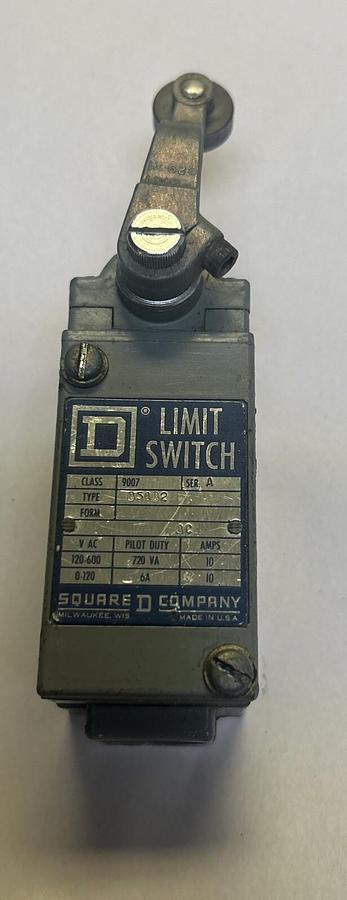 D ® LIMIT
SWITCH
CLASS 9007 SER. A
TYPE
FORM
V AC PILOT DUTY AMPS
120-600 720 VA 10
0-120 6A 10
SQUARE D COMPANY
MILWAUKEE, WIS MADE IN U.S.A